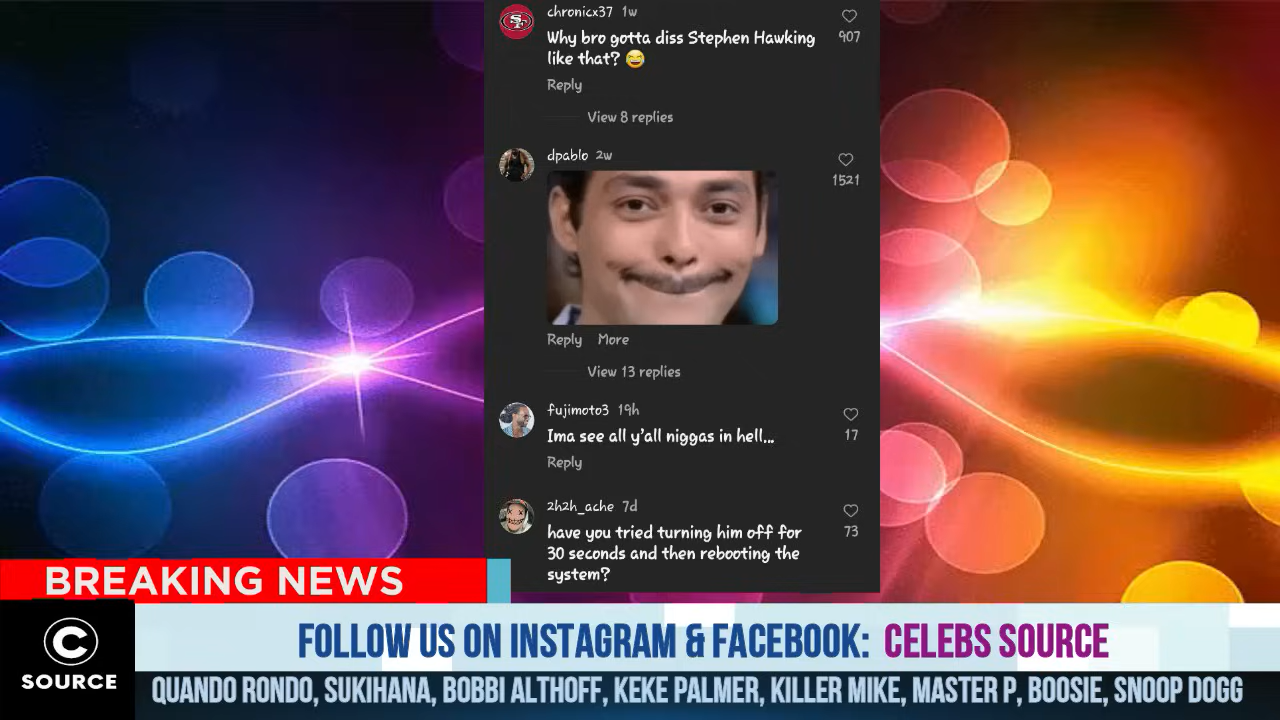 chronicx37 1w
907
Why bro gotta diss Stephen Hawking
like that? 😂
Reply
View 8 replies
dpablo 2w
1521
Reply More
View 13 replies
fujimoto3 19h
17
Ima see all y'all niggas in hell...
Reply
2h2h_ache 7d
73
have you tried turning him off for
30 seconds and then rebooting the
system?
BREAKING NEWS
C
SOURCE
FOLLOW US ON INSTAGRAM & FACEBOOK: CELEBS SOURCE
QUANDO RONDO, SUKIHANA, BOBBI ALTHOFF, KEKE PALMER, KILLER MIKE, MASTER P, BOOSIE, SNOOP DOGG